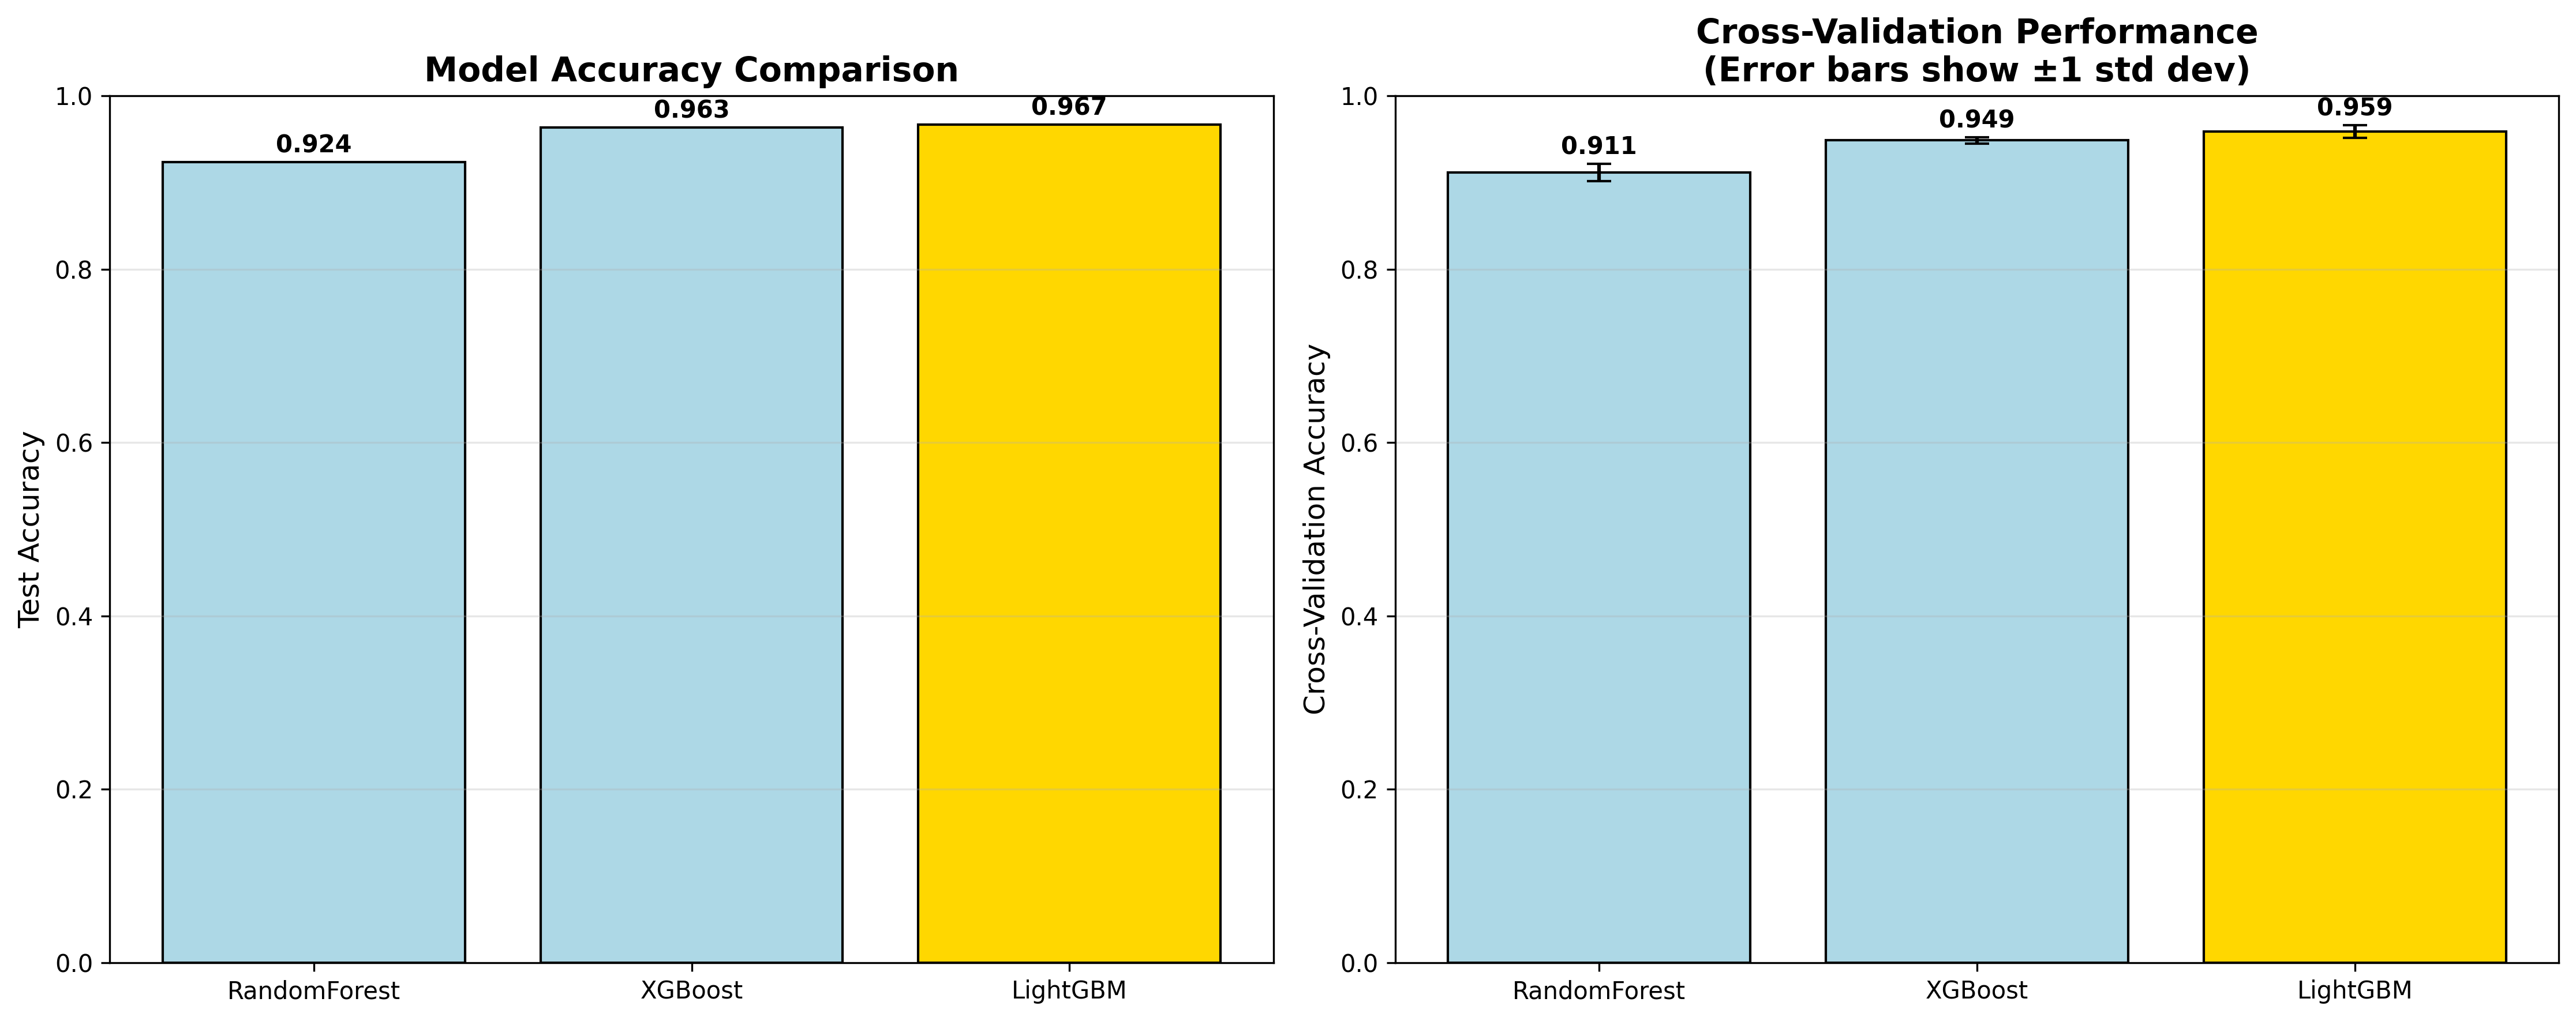 Model Accuracy Comparison
Test Accuracy
1.0
0.8
0.6
0.4
0.2
0.0
0.924
0.963
0.967
RandomForest
XGBoost
LightGBM
Cross-Validation Performance
(Error bars show ±1 std dev)
Cross-Validation Accuracy
1.0
0.8
0.6
0.4
0.2
0.0
0.911
0.949
0.959
RandomForest
XGBoost
LightGBM